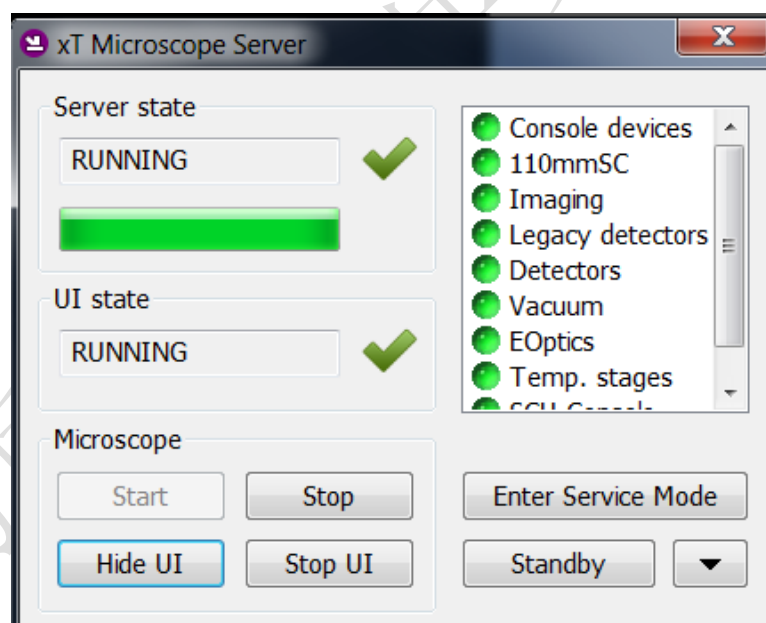 xT Microscope Server
Server state
RUNNING
UI state
RUNNING
Console devices
110mmSC
Imaging
Legacy detectors
Detectors
Vacuum
EOptics
Temp. stages
Microscope
Start
Stop
Hide UI
Stop UI
Enter Service Mode
Standby